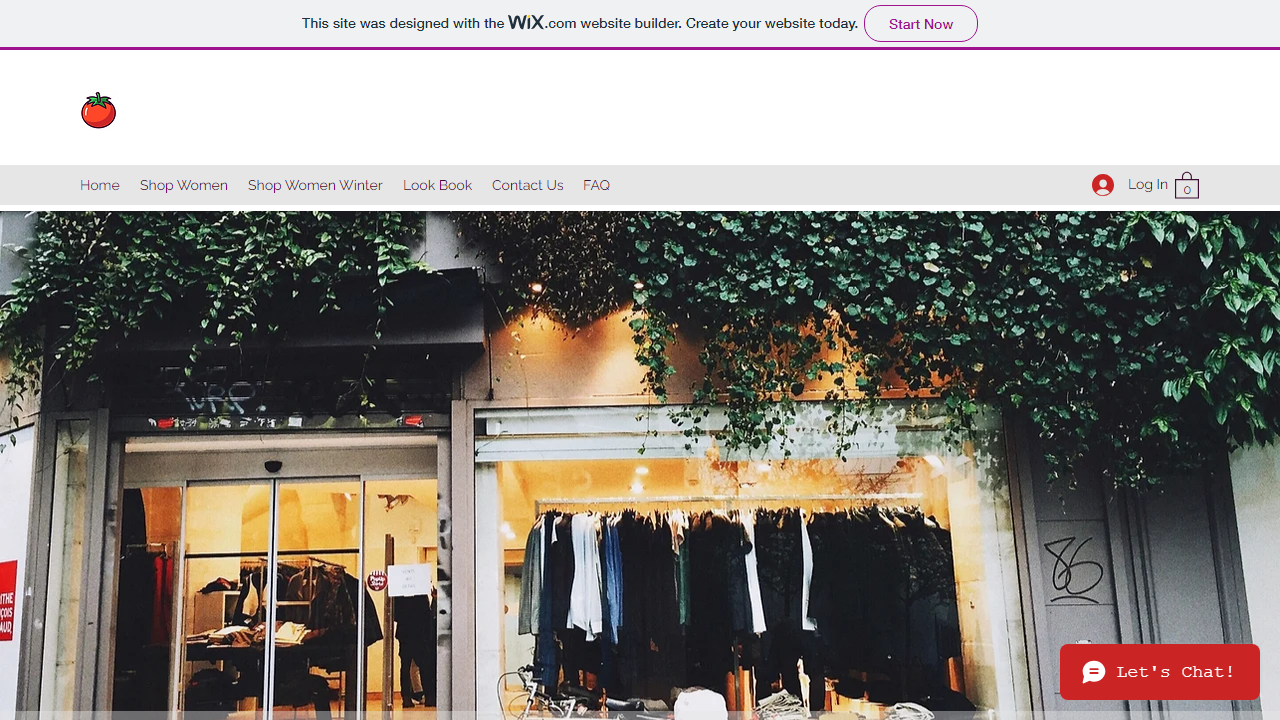 This site was designed with the WiX.com website builder. Create your website today. Start Now
Home Shop Women Shop Women Winter Look Book Contact Us FAQ Log In 0
86
Let's Chat!